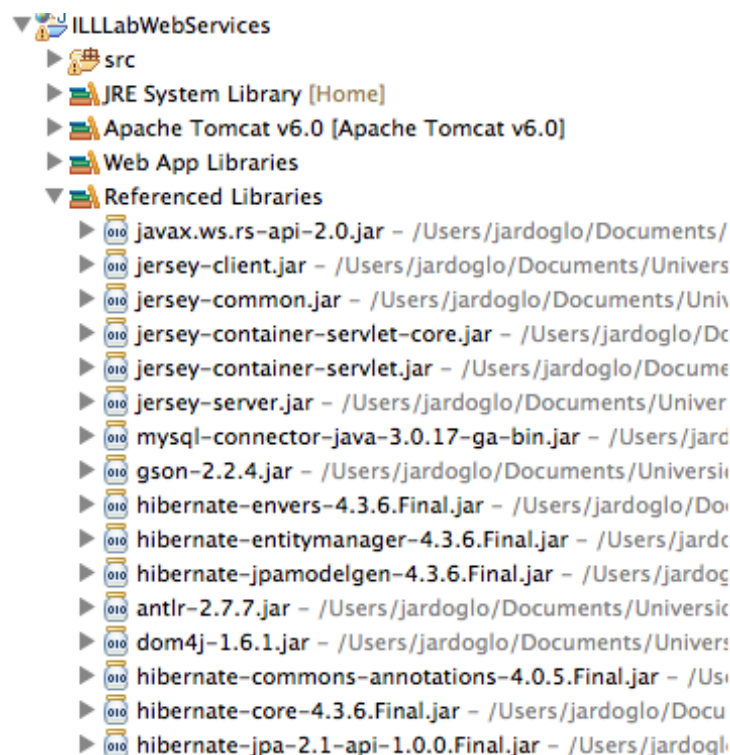 ILLLabWebServices
src
JRE System Library [Home]
Apache Tomcat v6.0 [Apache Tomcat v6.0]
Web App Libraries
Referenced Libraries
javax.ws.rs-api-2.0.jar - /Users/jardoglo/Documents/
jersey-client.jar - /Users/jardoglo/Documents/Univers
jersey-common.jar - /Users/jardoglo/Documents/Univ
jersey-container-servlet-core.jar - /Users/jardoglo/Do
jersey-container-servlet.jar - /Users/jardoglo/Docume
jersey-server.jar - /Users/jardoglo/Documents/Univer
mysql-connector-java-3.0.17-ga-bin.jar - /Users/jard
gson-2.2.4.jar - /Users/jardoglo/Documents/Universi
hibernate-envers-4.3.6.Final.jar - /Users/jardoglo/Do
hibernate-entitymanager-4.3.6.Final.jar - /Users/jard
hibernate-jpamodelgen-4.3.6.Final.jar - /Users/jardog
antlr-2.7.7.jar - /Users/jardoglo/Documents/Universid
dom4j-1.6.1.jar - /Users/jardoglo/Documents/Univers
hibernate-commons-annotations-4.0.5.Final.jar - /Use
hibernate-core-4.3.6.Final.jar - /Users/jardoglo/Docu
hibernate-jpa-2.1-api-1.0.0.Final.jar - /Users/jardogl